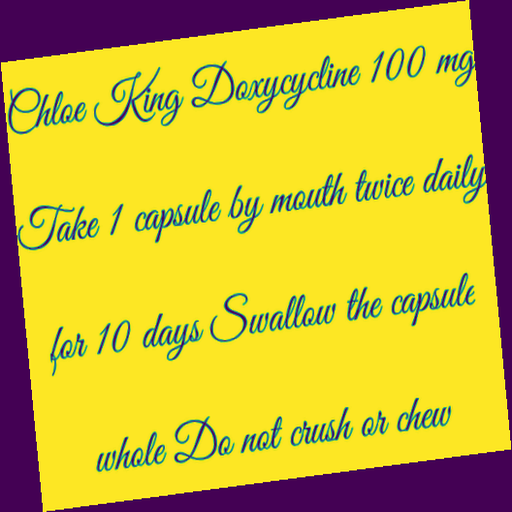 Chloe King Doxycycline 100 mg
Take 1 capsule by mouth twice daily
for 10 days Swallow the capsule
whole Do not crush or chew